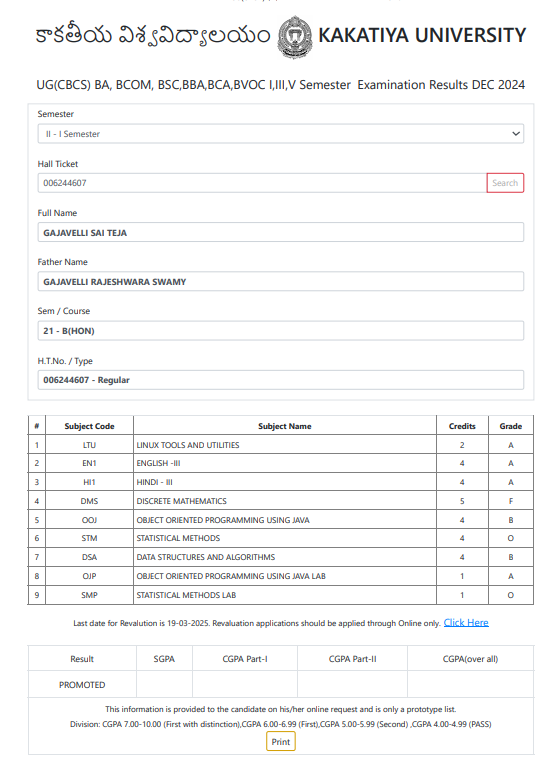 కాకతీయ విశ్వవిద్యాలయం KAKATIYA UNIVERSITY
UG(CBCS) BA, BCOM, BSC,BBA,BCA,BVOC I,III,V Semester Examination Results DEC 2024
Semester
II - I Semester
Hall Ticket
006244607 Search
Full Name
GAJAVELLI SAI TEJA
Father Name
GAJAVELLI RAJESHWARA SWAMY
Sem / Course
21 - B(HON)
H.T.No. / Type
006244607 - Regular
# Subject Code Subject Name Credits Grade
1 LTU LINUX TOOLS AND UTILITIES 2 A
2 EN1 ENGLISH -III 4 A
3 HI1 HINDI - III 4 A
4 DMS DISCRETE MATHEMATICS 5 F
5 OOJ OBJECT ORIENTED PROGRAMMING USING JAVA 4 B
6 STM STATISTICAL METHODS 4 O
7 DSA DATA STRUCTURES AND ALGORITHMS 4 B
8 OJP OBJECT ORIENTED PROGRAMMING USING JAVA LAB 1 A
9 SMP STATISTICAL METHODS LAB 1 O
Last date for Revalution is 19-03-2025. Revaluation applications should be applied through Online only. Click Here
Result SGPA CGPA Part-I CGPA Part-II CGPA(over all)
PROMOTED
This information is provided to the candidate on his/her online request and is only a prototype list.
Division: CGPA 7.00-10.00 (First with distinction),CGPA 6.00-6.99 (First),CGPA 5.00-5.99 (Second) ,CGPA 4.00-4.99 (PASS)
Print